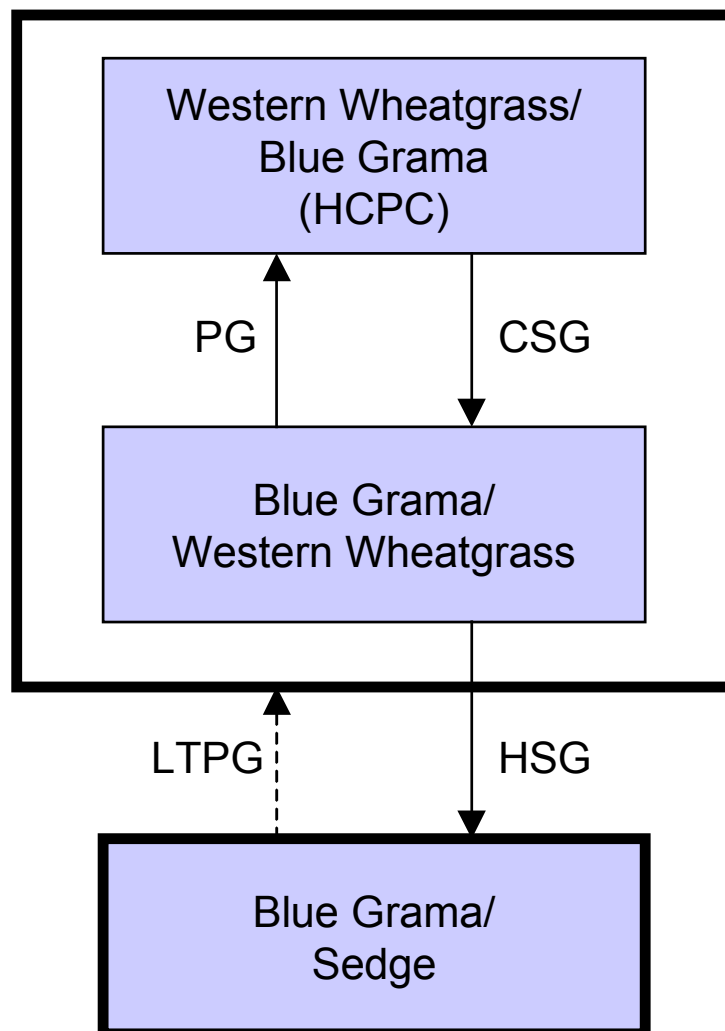 Western Wheatgrass/
Blue Grama
(HCPC)
PG
CSG
Blue Grama/
Western Wheatgrass
LTPG
HSG
Blue Grama/
Sedge